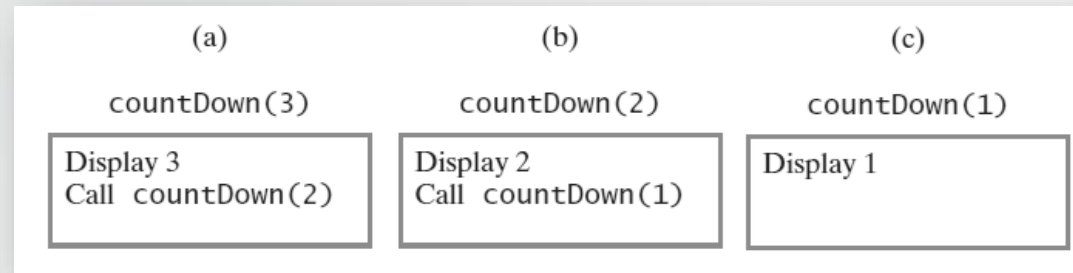 (a)
(b)
(c)
countDown(3)
countDown(2)
countDown(1)
Display 3
Call countDown(2)
Display 2
Call countDown(1)
Display 1